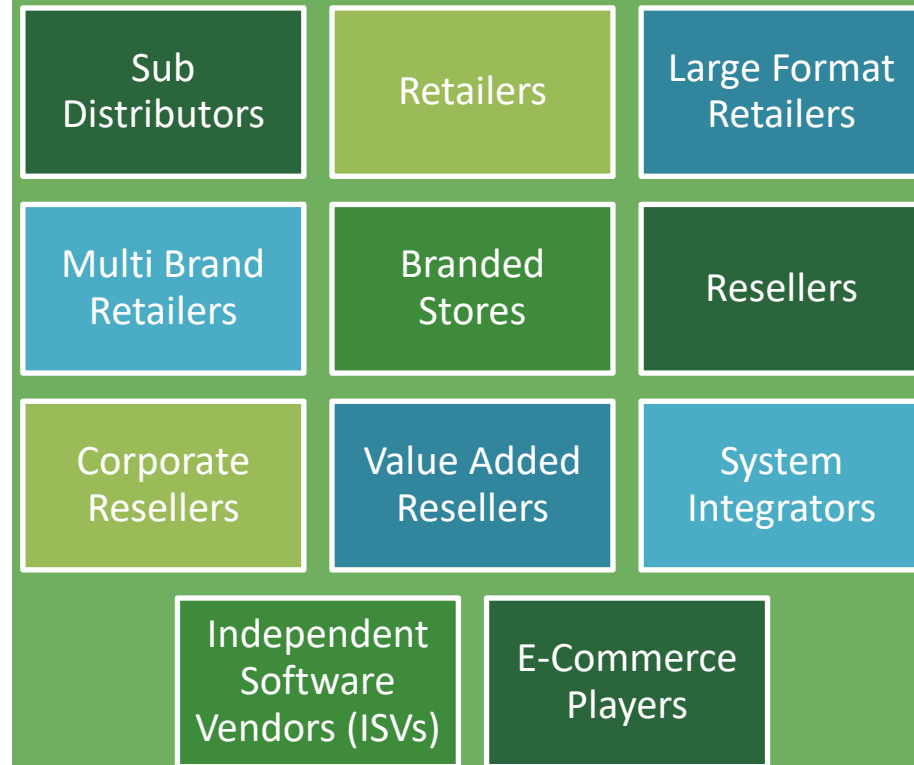 Sub
Distributors
Retailers
Large Format
Retailers
Multi Brand
Retailers
Branded
Stores
Resellers
Corporate
Resellers
Value Added
Resellers
System
Integrators
Independent
Software
Vendors (ISVs)
E-Commerce
Players